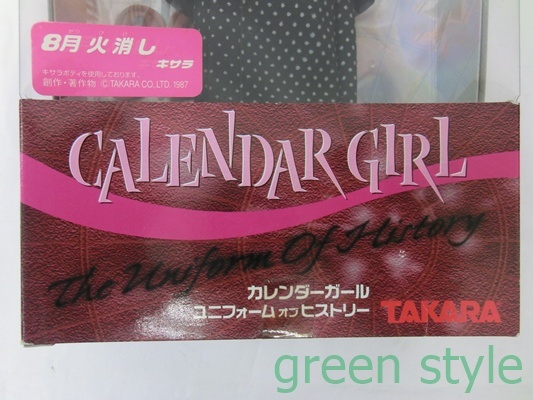 8月 火消し
キサラ
キサラボディを使用しております。
創作・著作物 ©TAKARA CO.,LTD. 1987
CALENDAR GIRL
The Uniform Of History
カレンダーガール
ユニフォーム オブ ヒストリー
TAKARA
green style